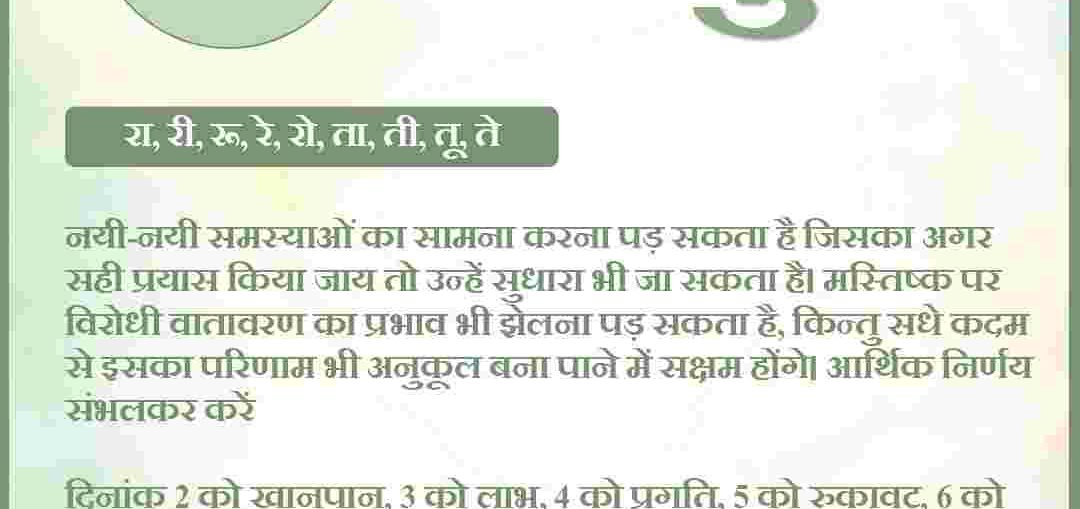 रा, री, रू, रे, रो, ता, ती, तू, ते
नयी-नयी समस्याओं का सामना करना पड़ सकता है जिसका अगर
सही प्रयास किया जाय तो उन्हें सुधारा भी जा सकता है। मस्तिष्क पर
विरोधी वातावरण का प्रभाव भी झेलना पड़ सकता है, किन्तु सधे कदम
से इसका परिणाम भी अनुकूल बना पाने में सक्षम होंगे। आर्थिक निर्णय
संभलकर करें
दिनांक 2 को खानपान, 3 को लाभ, 4 को प्रगति, 5 को रुकावट, 6 को